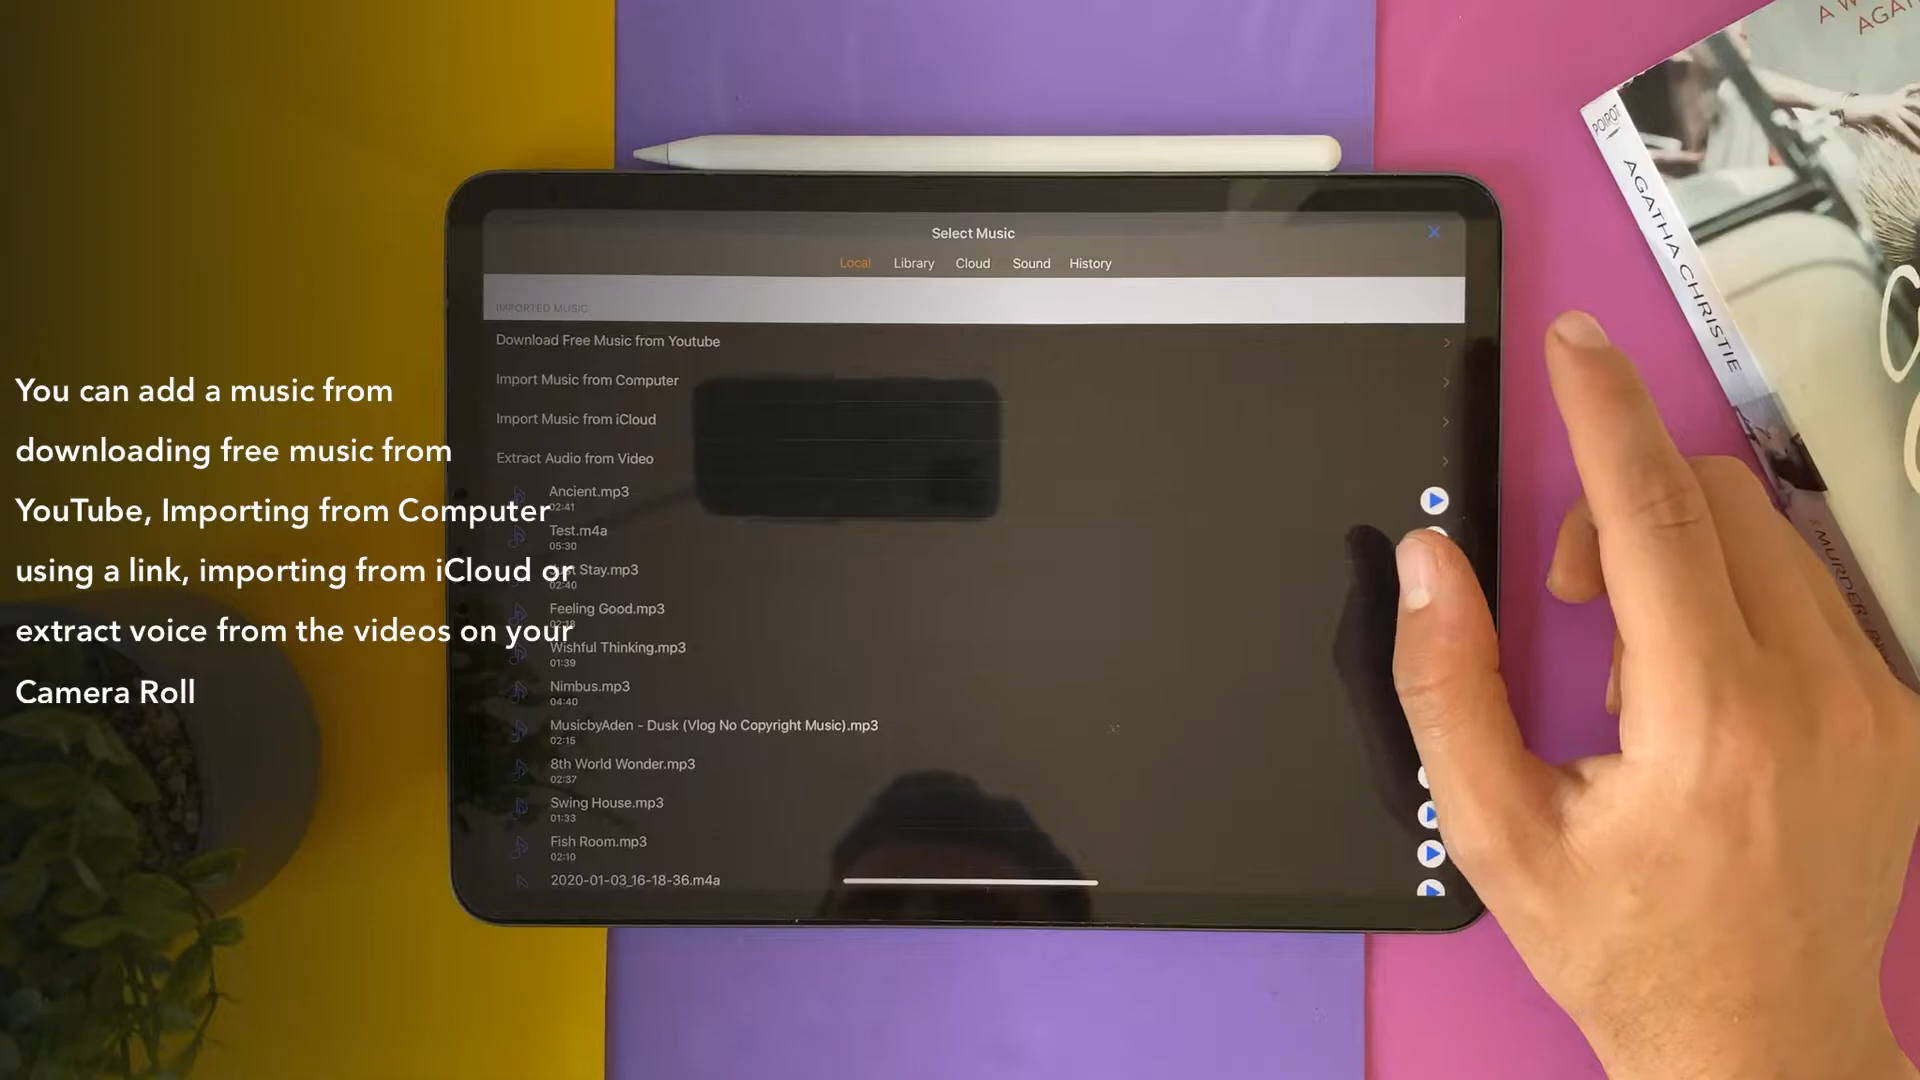 A W
AGAT
POIROT
AGATHA CHRISTIE
Select Music
Local Library Cloud Sound History
IMPORTED MUSIC
Download Free Music from Youtube
Import Music from Computer
Import Music from iCloud
Extract Audio from Video
Ancient.mp3
02:41
Test.m4a
05:30
Just Stay.mp3
02:40
Feeling Good.mp3
02:18
Wishful Thinking.mp3
01:39
Nimbus.mp3
04:40
MusicbyAden - Dusk (Vlog No Copyright Music).mp3
02:15
8th World Wonder.mp3
02:37
Swing House.mp3
01:33
Fish Room.mp3
02:10
2020-01-03_16-18-36.m4a
You can add a music from
downloading free music from
YouTube, Importing from Computer
using a link, importing from iCloud or
extract voice from the videos on your
Camera Roll